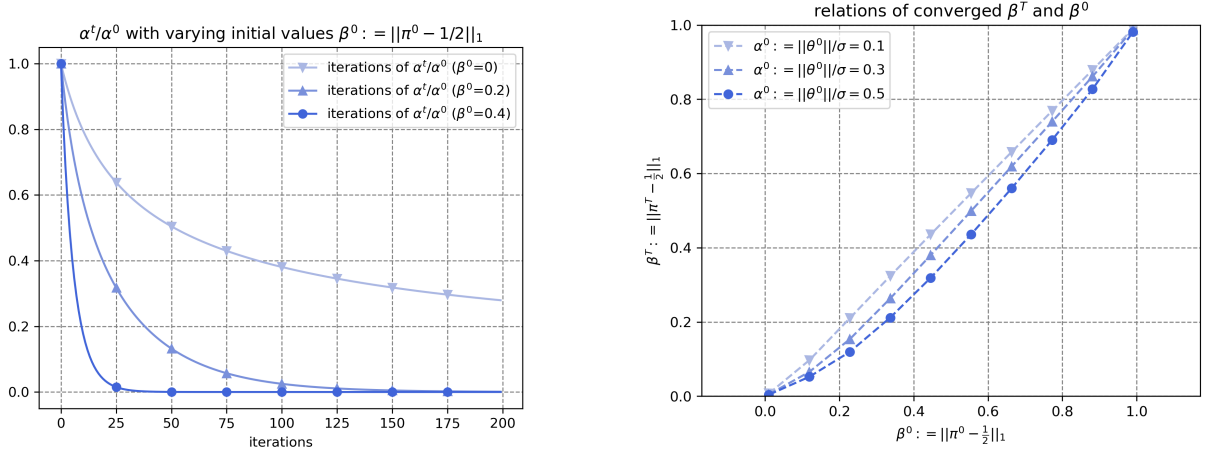 α^t/α^0 with varying initial values β^0 := ||π^0 − 1/2||_1
iterations of α^t/α^0 (β^0=0)
iterations of α^t/α^0 (β^0=0.2)
iterations of α^t/α^0 (β^0=0.4)
1.0
0.8
0.6
0.4
0.2
0.0
0 25 50 75 100 125 150 175 200
iterations
relations of converged β^T and β^0
α^0 := ||θ^0||/σ = 0.1
α^0 := ||θ^0||/σ = 0.3
α^0 := ||θ^0||/σ = 0.5
β^T := ||π^T − 1/2||_1
1.0
0.8
0.6
0.4
0.2
0.0
0.0 0.2 0.4 0.6 0.8 1.0
β^0 := ||π^0 − 1/2||_1